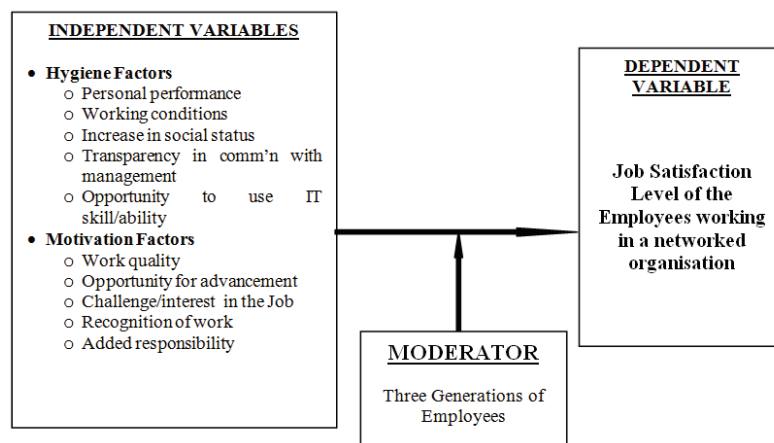 INDEPENDENT VARIABLES
• Hygiene Factors
o Personal performance
o Working conditions
o Increase in social status
o Transparency in comm'n with
management
o Opportunity to use IT
skill/ability
• Motivation Factors
o Work quality
o Opportunity for advancement
o Challenge/interest in the Job
o Recognition of work
o Added responsibility
MODERATOR
Three Generations of
Employees
DEPENDENT
VARIABLE
Job Satisfaction
Level of the
Employees working
in a networked
organisation